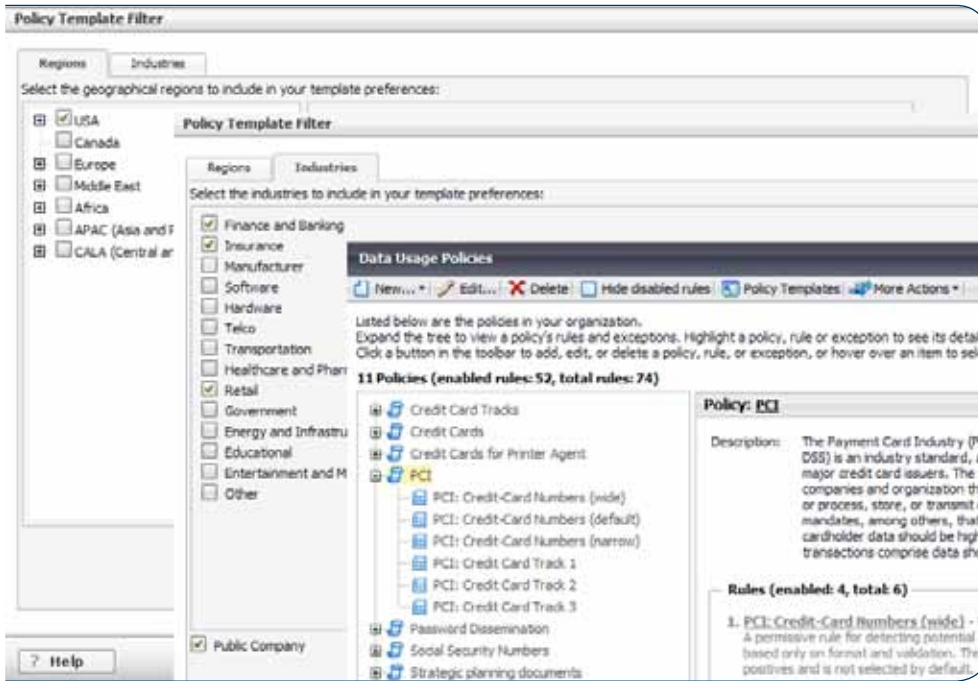 Policy Template Filter
Regions
Industries
Select the geographical regions to include in your template preferences:
USA
Canada
Europe
Middle East
Africa
APAC (Asia and
CALA (Central
Policy Template Filter
Regions
Industries
Select the industries to include in your template preferences:
Finance and Banking
Insurance
Manufacturer
Software
Hardware
Telco
Transportation
Healthcare and
Retail
Government
Energy and
Educational
Entertainment and
Other
Public Company
? Help
Data Usage Policies
New... Edit... Delete Hide disabled rules Policy Templates More Actions
Listed below are the policies in your organization.
Expand the tree to view a policy's rules and exceptions. Highlight a policy, rule or exception to see its
Click a button in the toolbar to add, edit, or delete a policy, rule, or exception, or hover over an item to
11 Policies (enabled rules: 52, total rules: 74)
Credit Card Tracks
Credit Cards
Credit Cards for Printer Agent
PCI
PCI: Credit-Card Numbers (wide)
PCI: Credit-Card Numbers (default)
PCI: Credit-Card Numbers (narrow)
PCI: Credit Card Track 1
PCI: Credit Card Track 2
PCI: Credit Card Track 3
Password Dissemination
Social Security Numbers
Strategic planning documents
Policy: PCI
Description: The Payment Card Industry
DSS) is an industry standard,
major credit card issuers. The
companies and organization
or process, store, or transmit
mandates, among others,
cardholder data should be
transactions comprise data
Rules (enabled: 4, total: 6)
1. PCI: Credit-Card Numbers (wide) -
A permissive rule for detecting potential
based only on format and validation.
positives and is not selected by default.